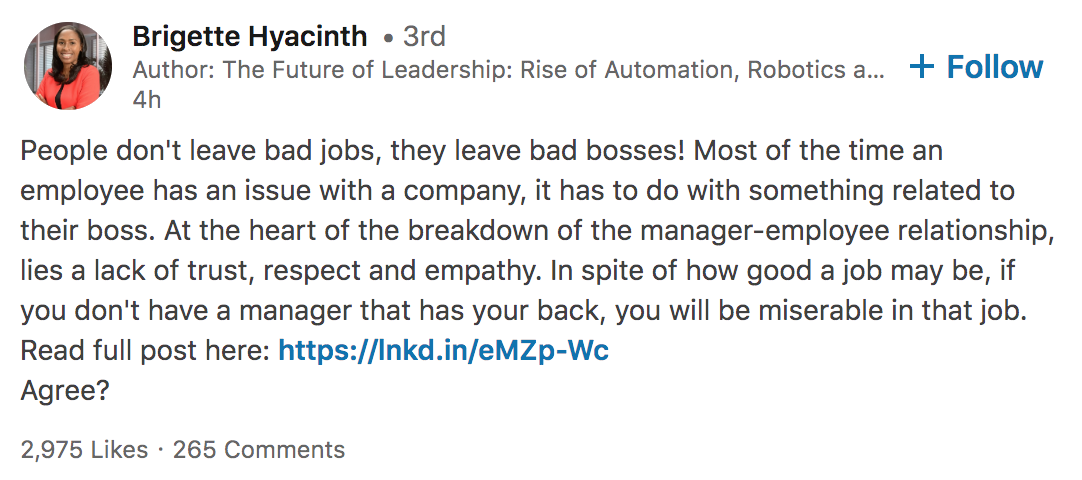 Brigette Hyacinth • 3rd
Author: The Future of Leadership: Rise of Automation, Robotics a...
+ Follow
4h
People don't leave bad jobs, they leave bad bosses! Most of the time an
employee has an issue with a company, it has to do with something related to
their boss. At the heart of the breakdown of the manager-employee relationship,
lies a lack of trust, respect and empathy. In spite of how good a job may be, if
you don't have a manager that has your back, you will be miserable in that job.
Read full post here: https://lnkd.in/eMZp-Wc
Agree?
2,975 Likes · 265 Comments